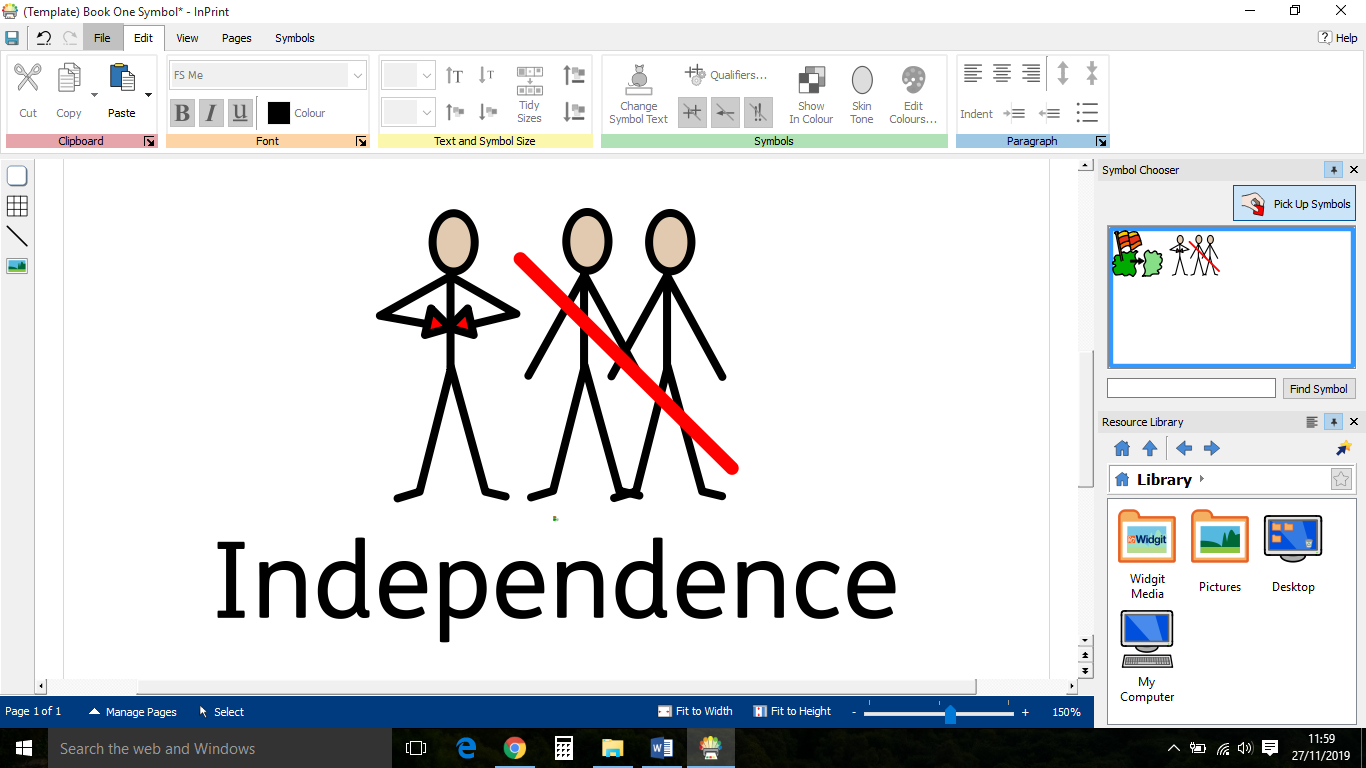 (Template) Book One Symbol* - InPrint
File Edit View Pages Symbols Help
Cut Copy Paste
Clipboard
FS Me
B I u Colour
Font
T T Tidy Sizes
Text and Symbol Size
Change Symbol Text Qualifiers... Show In Colour Skin Tone Edit Colours...
Symbols
Indent
Paragraph
Symbol Chooser
Pick Up Symbols
Find Symbol
Resource Library
Library
Widgit
Widgit Media
Pictures
Desktop
My Computer
Independence
Page 1 of 1 Manage Pages Select Fit to Width Fit to Height - + 150%
Search the web and Windows
11:59
27/11/2019